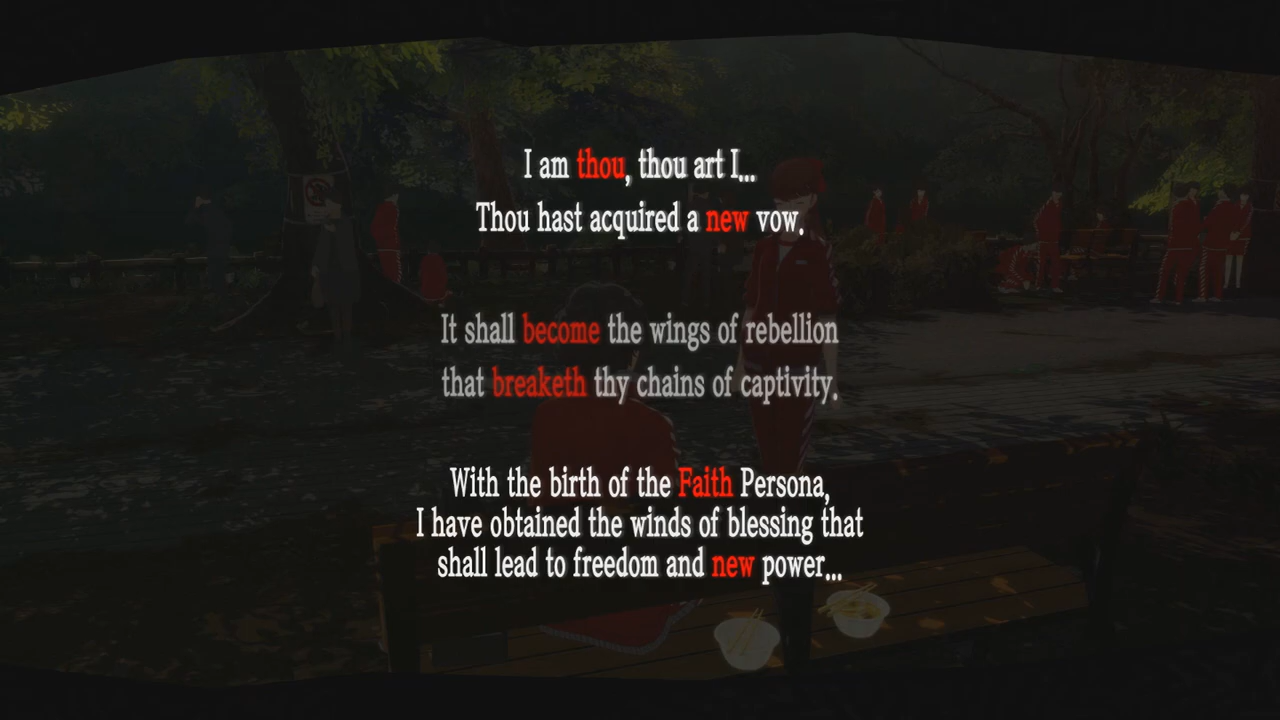 I am thou, thou art I...
Thou hast acquired a new vow.
It shall become the wings of rebellion
that breaketh thy chains of captivity.
With the birth of the Faith Persona,
I have obtained the winds of blessing that
shall lead to freedom and new power...